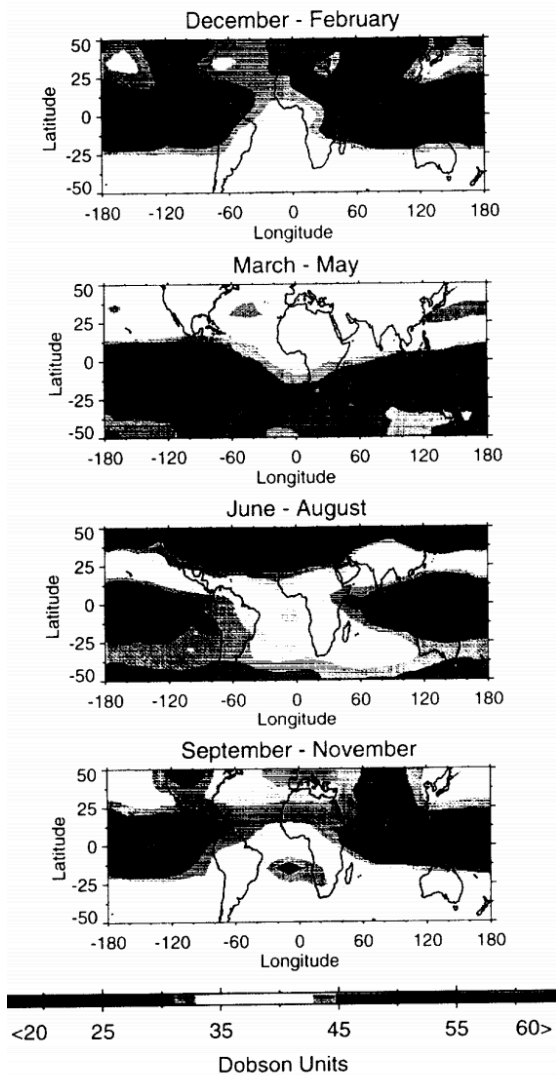 December - February
50
25
0
-25
-50
Latitude
-180 -120 -60 0 60 120 180
Longitude
March - May
50
25
0
-25
-50
Latitude
-180 -120 -60 0 60 120 180
Longitude
June - August
50
25
0
-25
-50
Latitude
-180 -120 -60 0 60 120 180
Longitude
September - November
50
25
0
-25
-50
Latitude
-180 -120 -60 0 60 120 180
Longitude
<20 25 35 45 55 60>
Dobson Units